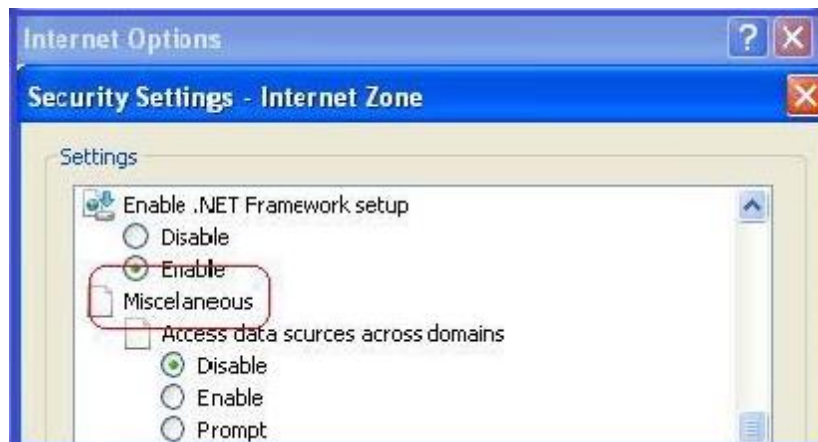 Internet Options
Security Settings - Internet Zone
Settings
Enable .NET Framework setup
Disable
Enable
Miscelaneous
Access data scurces across domains
Disable
Enable
Prompt